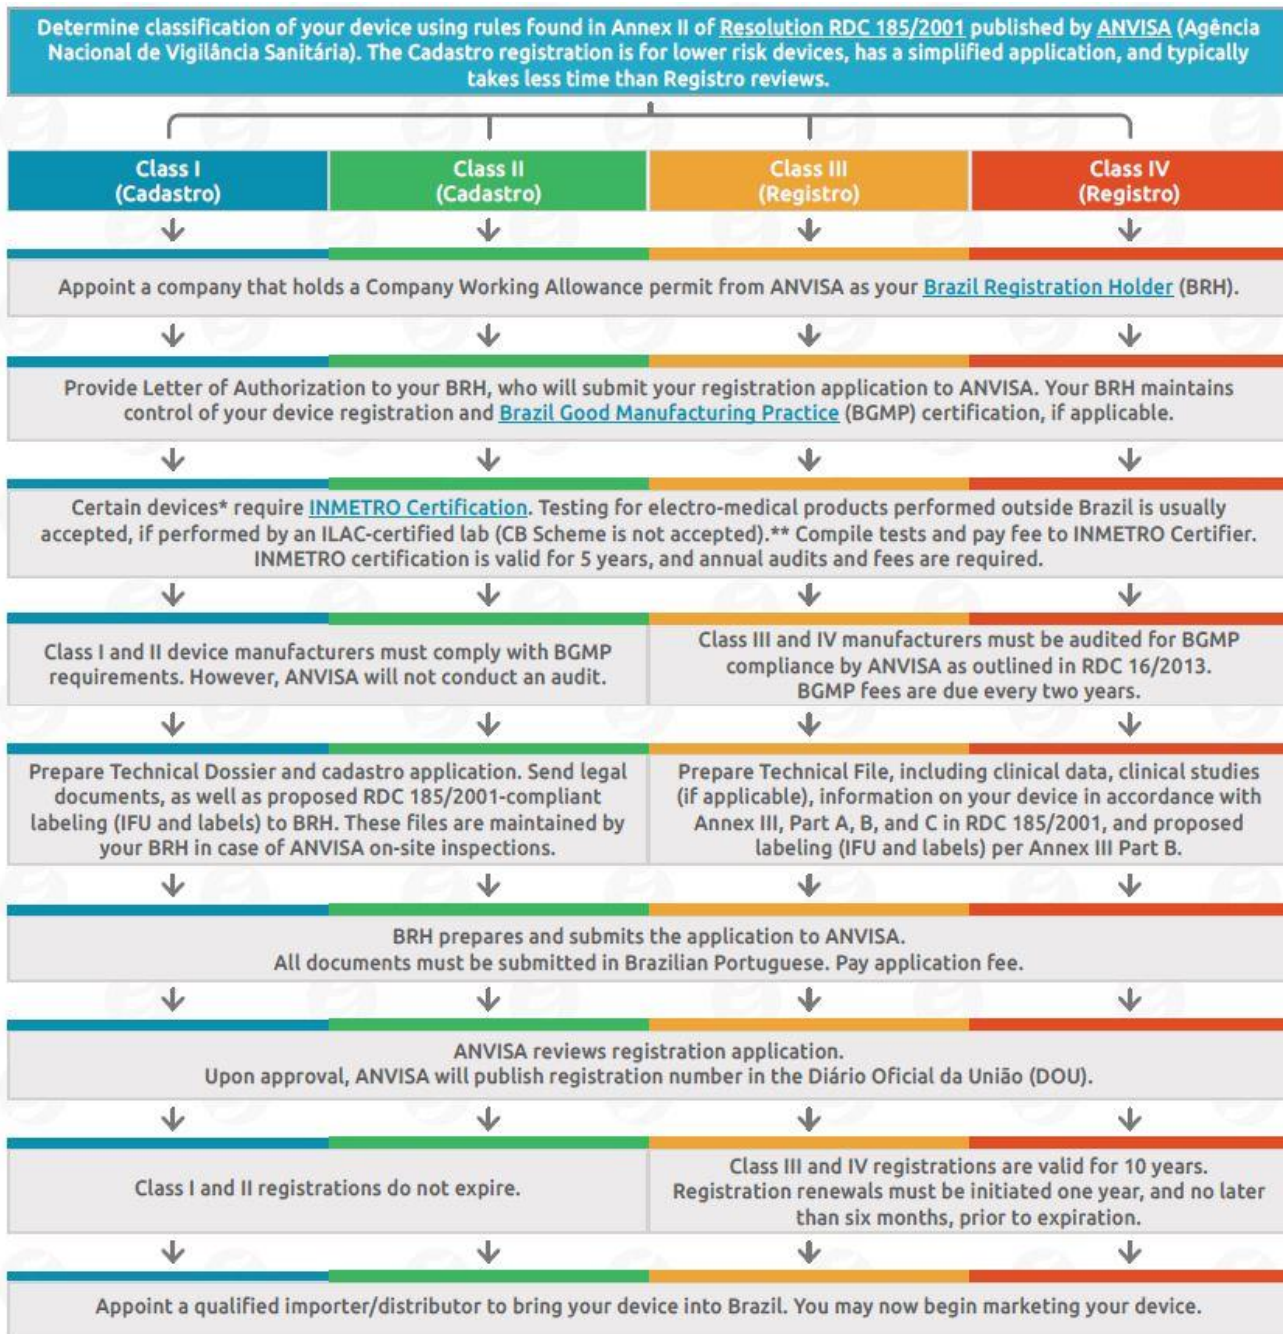 Determine classification of your device using rules found in Annex II of Resolution RDC 185/2001 published by ANVISA (Agência
Nacional de Vigilância Sanitária). The Cadastro registration is for lower risk devices, has a simplified application, and typically
takes less time than Registro reviews.
Class I
(Cadastro)
Class II
(Cadastro)
Class III
(Registro)
Class IV
(Registro)
Appoint a company that holds a Company Working Allowance permit from ANVISA as your Brazil Registration Holder (BRH).
Provide Letter of Authorization to your BRH, who will submit your registration application to ANVISA. Your BRH maintains
control of your device registration and Brazil Good Manufacturing Practice (BGMP) certification, if applicable.
Certain devices* require INMETRO Certification. Testing for electro-medical products performed outside Brazil is usually
accepted, if performed by an ILAC-certified lab (CB Scheme is not accepted).** Compile tests and pay fee to INMETRO Certifier.
INMETRO certification is valid for 5 years, and annual audits and fees are required.
Class I and II device manufacturers must comply with BGMP
requirements. However, ANVISA will not conduct an audit.
Class III and IV manufacturers must be audited for BGMP
compliance by ANVISA as outlined in RDC 16/2013.
BGMP fees are due every two years.
Prepare Technical Dossier and cadastro application. Send legal
documents, as well as proposed RDC 185/2001-compliant
labeling (IFU and labels) to BRH. These files are maintained by
your BRH in case of ANVISA on-site inspections.
Prepare Technical File, including clinical data, clinical studies
(if applicable), information on your device in accordance with
Annex III, Part A, B, and C in RDC 185/2001, and proposed
labeling (IFU and labels) per Annex III Part B.
BRH prepares and submits the application to ANVISA.
All documents must be submitted in Brazilian Portuguese. Pay application fee.
ANVISA reviews registration application.
Upon approval, ANVISA will publish registration number in the Diário Oficial da União (DOU).
Class I and II registrations do not expire.
Class III and IV registrations are valid for 10 years.
Registration renewals must be initiated one year, and no later
than six months, prior to expiration.
Appoint a qualified importer/distributor to bring your device into Brazil. You may now begin marketing your device.